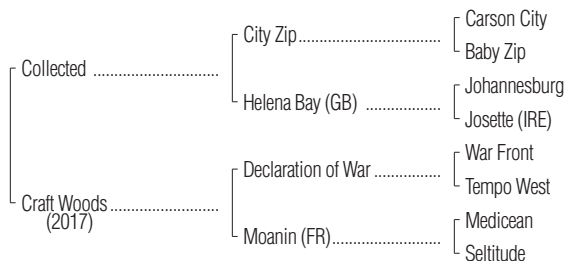 Carson City
City Zip
Baby Zip
Collected
Johannesburg
Helena Bay (GB)
Josette (IRE)
War Front
Declaration of War
Tempo West
Craft Woods
(2017)
Medicean
Moanin (FR)
Seltitude